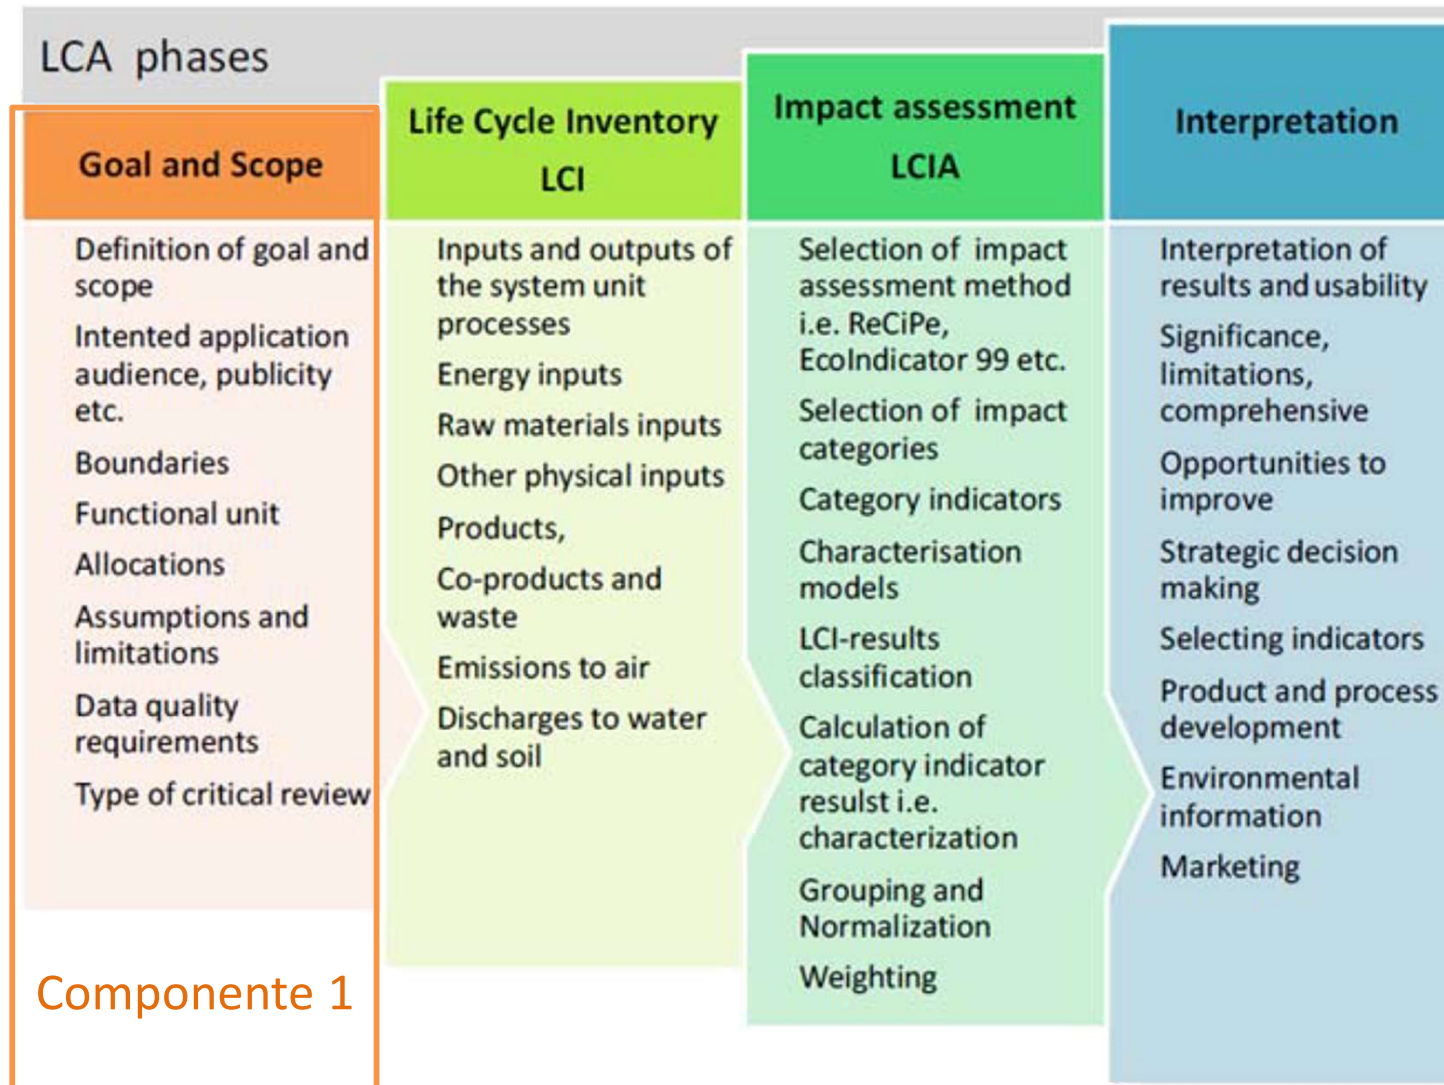 LCA phases
Goal and Scope
Definition of goal and
scope
Intented application
audience, publicity
etc.
Boundaries
Functional unit
Allocations
Assumptions and
limitations
Data quality
requirements
Type of critical review
Componente 1
Life Cycle Inventory
LCI
Inputs and outputs of
the system unit
processes
Energy inputs
Raw materials inputs
Other physical inputs
Products,
Co-products and
waste
Emissions to air
Discharges to water
and soil
Impact assessment
LCIA
Selection of impact
assessment method
i.e. ReCiPe,
EcoIndicator 99 etc.
Selection of impact
categories
Category indicators
Characterisation
models
LCI-results
classification
Calculation of
category indicator
resulst i.e.
characterization
Grouping and
Normalization
Weighting
Interpretation
Interpretation of
results and usability
Significance,
limitations,
comprehensive
Opportunities to
improve
Strategic decision
making
Selecting indicators
Product and process
development
Environmental
information
Marketing